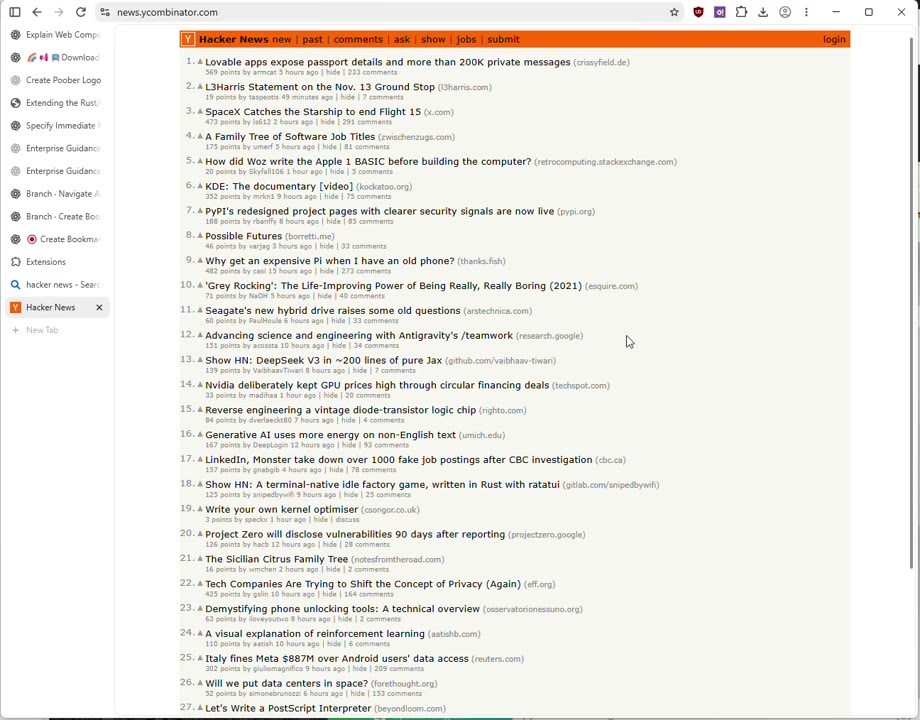 news.ycombinator.com
Explain Web Compo
Download
Create Poober Logo
Extending the Rust/
Specify Immediate I
Enterprise Guidance
Enterprise Guidance
Branch - Navigate A
Branch - Create Boo
Create Bookma
Extensions
hacker news - Searc
Hacker News
New Tab
Y Hacker News new | past | comments | ask | show | jobs | submit login
1. Lovable apps expose passport details and more than 200K private messages (crissyfield.de)
569 points by armcat 5 hours ago | hide | 233 comments
2. L3Harris Statement on the Nov. 13 Ground Stop (l3harris.com)
19 points by taspeotis 49 minutes ago | hide | 7 comments
3. SpaceX Catches the Starship to end Flight 15 (x.com)
473 points by ls612 2 hours ago | hide | 291 comments
4. A Family Tree of Software Job Titles (zwischenzugs.com)
175 points by umerf 5 hours ago | hide | 81 comments
5. How did Woz write the Apple 1 BASIC before building the computer? (retrocomputing.stackexchange.com)
20 points by Skyfall106 1 hour ago | hide | 5 comments
6. KDE: The documentary [video] (kockatoo.org)
352 points by mrkn1 9 hours ago | hide | 75 comments
7. PyPI's redesigned project pages with clearer security signals are now live (pypi.org)
188 points by rbanffy 8 hours ago | hide | 85 comments
8. Possible Futures (borretti.me)
46 points by varjag 3 hours ago | hide | 33 comments
9. Why get an expensive Pi when I have an old phone? (thanks.fish)
482 points by casi 15 hours ago | hide | 273 comments
10. 'Grey Rocking': The Life-Improving Power of Being Really, Really Boring (2021) (esquire.com)
71 points by NaOH 5 hours ago | hide | 40 comments
11. Seagate's new hybrid drive raises some old questions (arstechnica.com)
60 points by PaulHoule 6 hours ago | hide | 33 comments
12. Advancing science and engineering with Antigravity's /teamwork (research.google)
151 points by acossta 10 hours ago | hide | 34 comments
13. Show HN: DeepSeek V3 in ~200 lines of pure Jax (github.com/vaibhaav-tiwari)
139 points by VaibhaavTiwari 8 hours ago | hide | 7 comments
14. Nvidia deliberately kept GPU prices high through circular financing deals (techspot.com)
33 points by madihaa 1 hour ago | hide | 20 comments
15. Reverse engineering a vintage diode-transistor logic chip (righto.com)
84 points by dverlaeckt80 7 hours ago | hide | 4 comments
16. Generative AI uses more energy on non-English text (umich.edu)
167 points by DeepLogin 12 hours ago | hide | 93 comments
17. LinkedIn, Monster take down over 1000 fake job postings after CBC investigation (cbc.ca)
157 points by gnabgib 4 hours ago | hide | 78 comments
18. Show HN: A terminal-native idle factory game, written in Rust with ratatui (gitlab.com/snipedbywifi)
125 points by snipedbywifi 9 hours ago | hide | 25 comments
19. Write your own kernel optimiser (csongor.co.uk)
3 points by speckx 1 hour ago | hide | discuss
20. Project Zero will disclose vulnerabilities 90 days after reporting (projectzero.google)
126 points by hacb 12 hours ago | hide | 28 comments
21. The Sicilian Citrus Family Tree (notesfromtheroad.com)
16 points by wmchen 2 hours ago | hide | 2 comments
22. Tech Companies Are Trying to Shift the Concept of Privacy (Again) (eff.org)
425 points by gslin 10 hours ago | hide | 164 comments
23. Demystifying phone unlocking tools: A technical overview (osservatorionessuno.org)
63 points by iloveyutwo 8 hours ago | hide | 2 comments
24. A visual explanation of reinforcement learning (aatishb.com)
110 points by aatish 10 hours ago | hide | 6 comments
25. Italy fines Meta $887M over Android users' data access (reuters.com)
302 points by giuliomagnifico 9 hours ago | hide | 209 comments
26. Will we put data centers in space? (forethought.org)
52 points by simonebrunozzi 6 hours ago | hide | 153 comments
27. Let's Write a PostScript Interpreter (beyondloom.com)